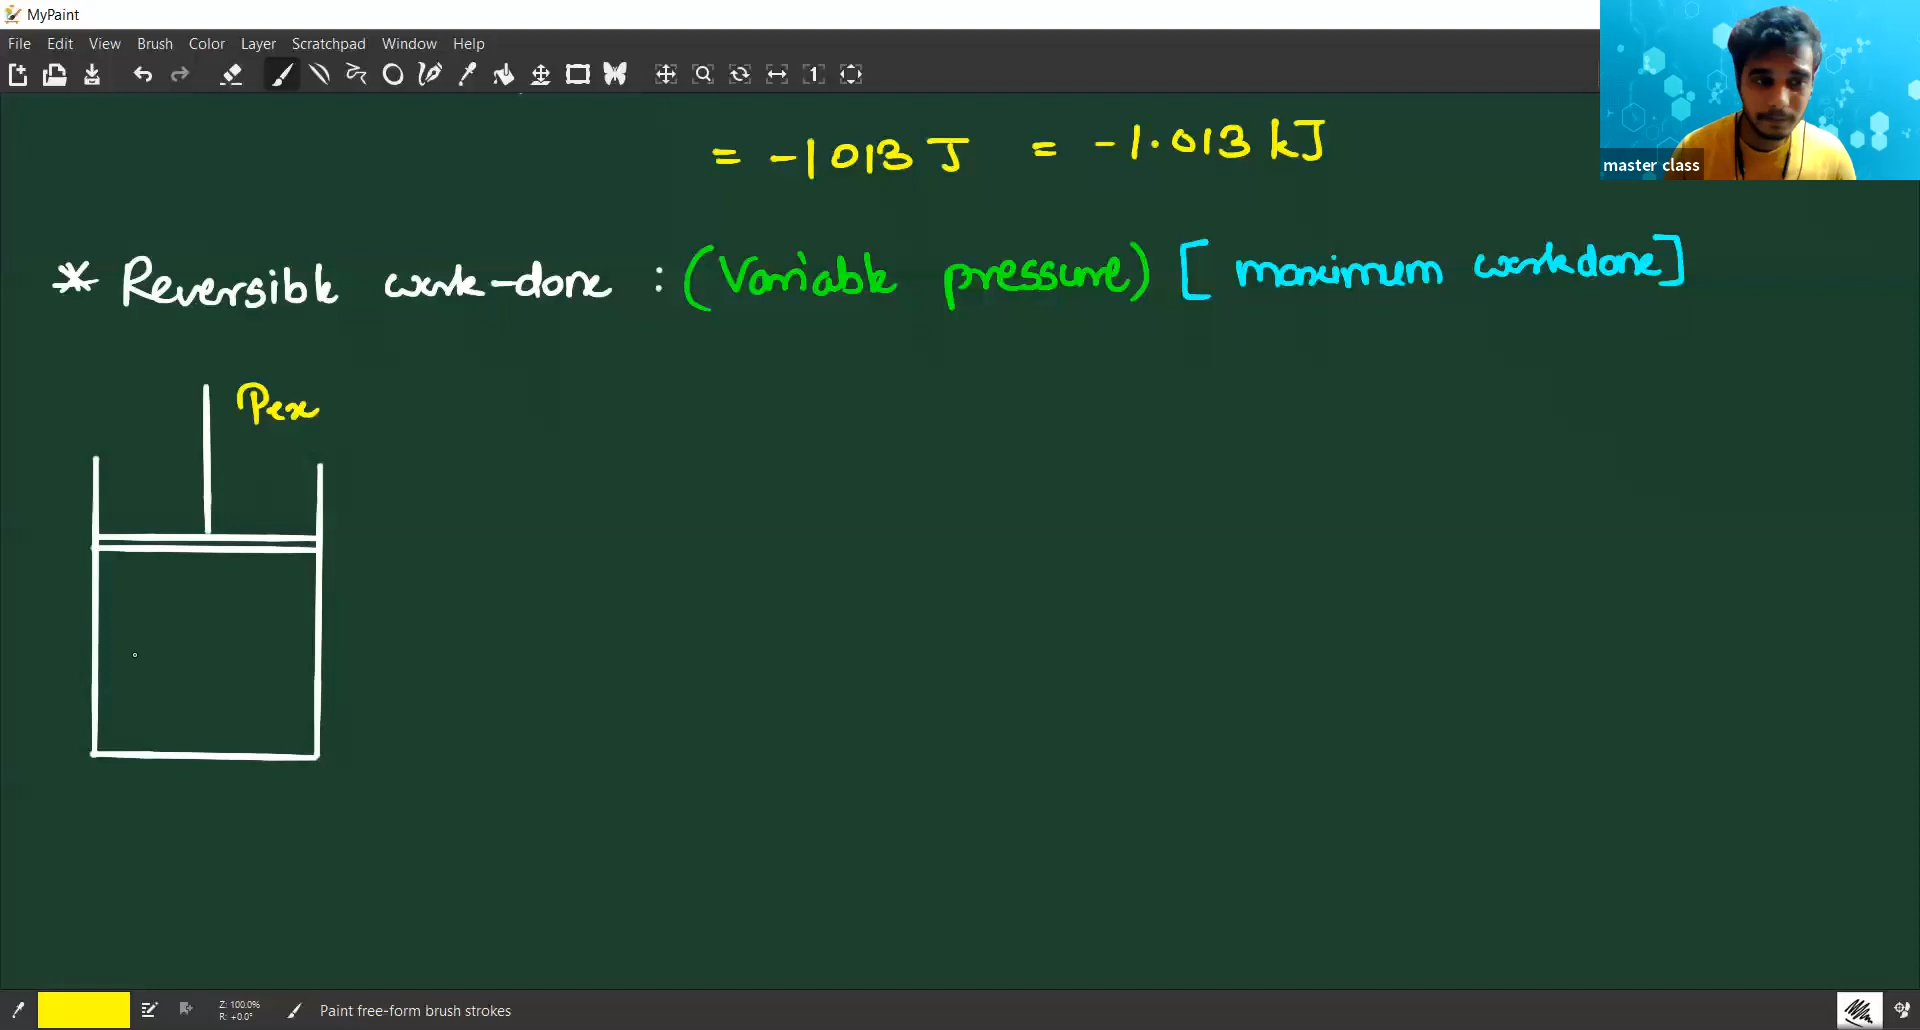 MyPaint
File Edit View Brush Color Layer Scratchpad Window Help
master class
= -1013 J = -1.013 kJ
* Reversible work-done : (Variable pressure) [maximum workdone]
Pex
Z: 100.0%
R: +0.0°
Paint free-form brush strokes